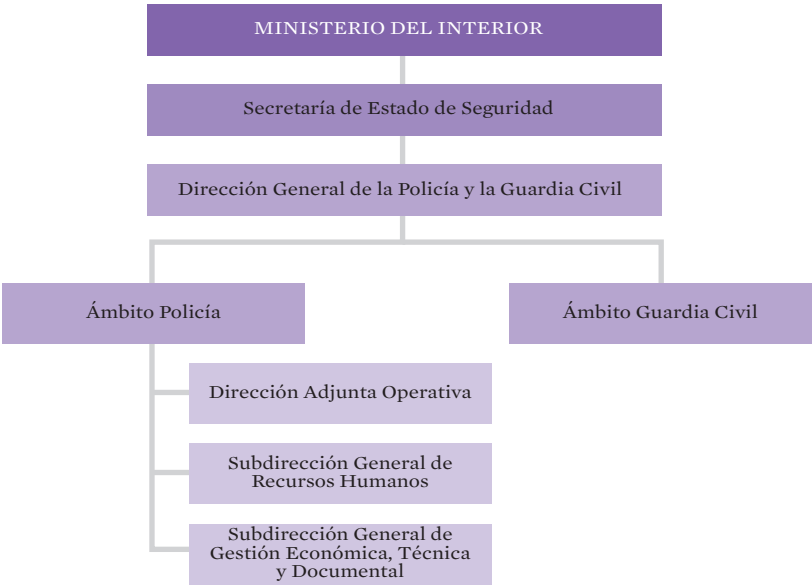 MINISTERIO DEL INTERIOR
Secretaría de Estado de Seguridad
Dirección General de la Policía y la Guardia Civil
Ámbito Policía
Ámbito Guardia Civil
Dirección Adjunta Operativa
Subdirección General de
Recursos Humanos
Subdirección General de
Gestión Económica, Técnica
y Documental